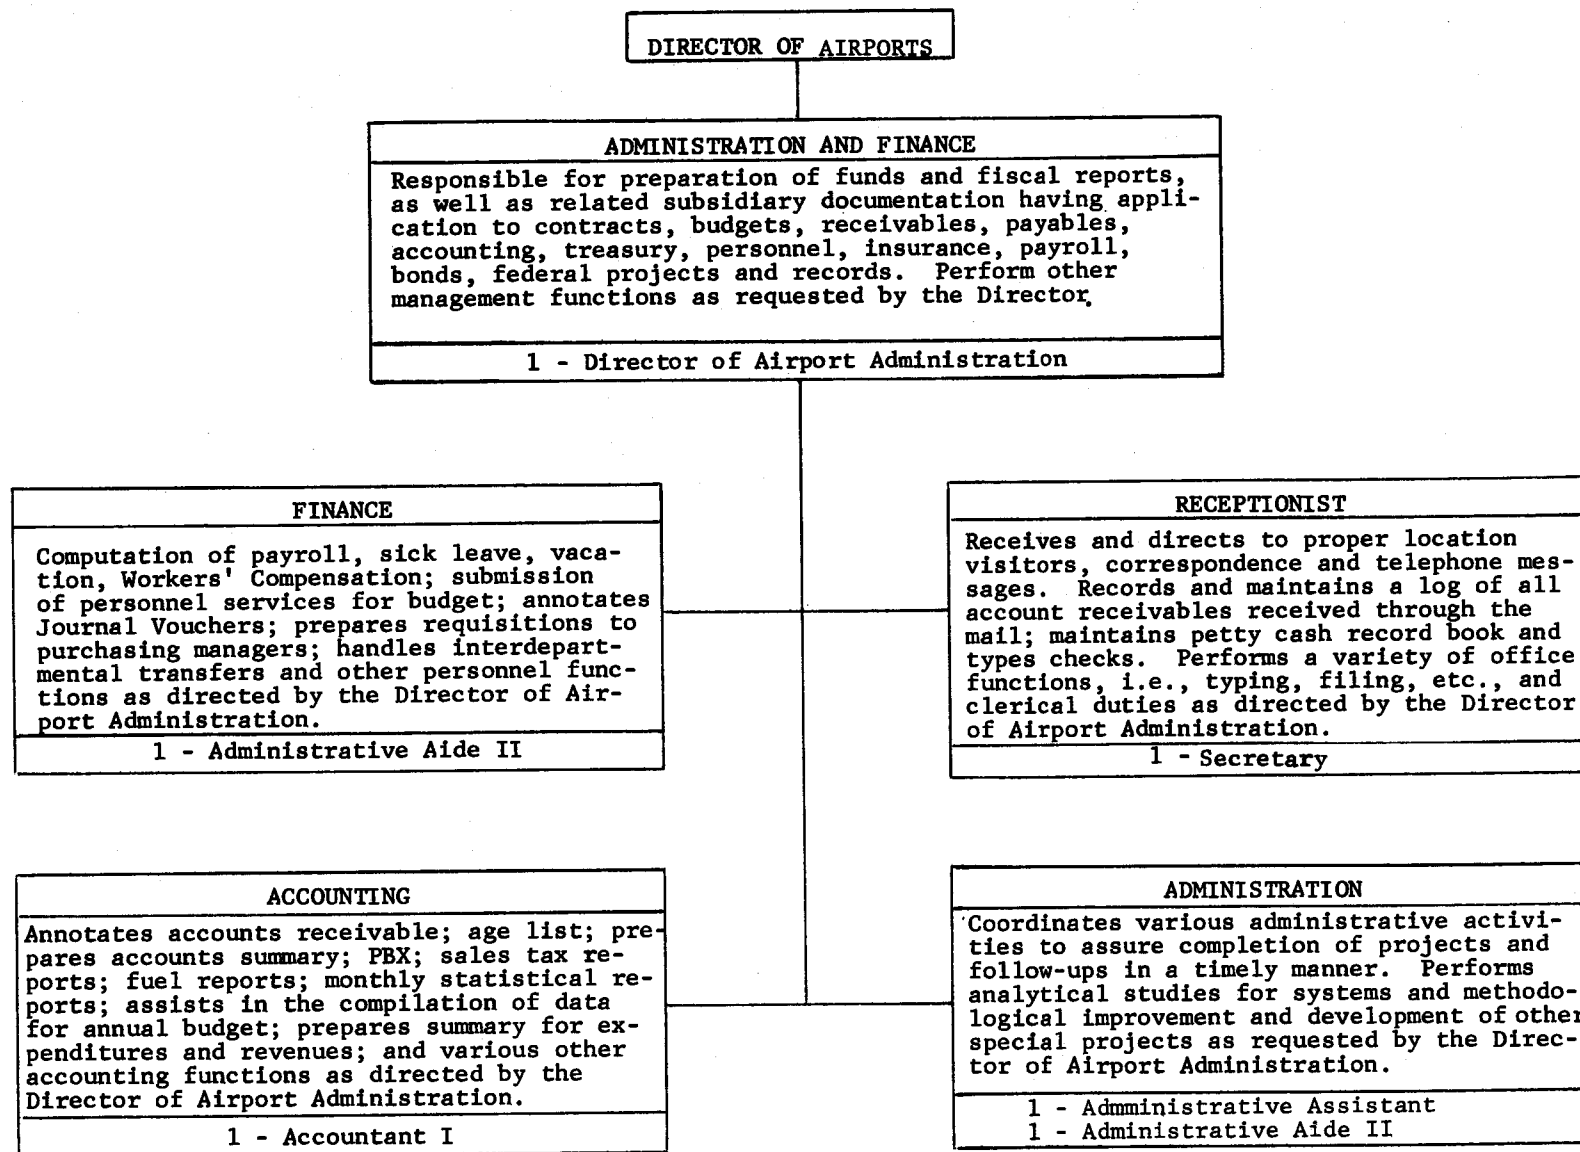 DIRECTOR OF AIRPORTS
ADMINISTRATION AND FINANCE
Responsible for preparation of funds and fiscal reports,
as well as related subsidiary documentation having appli-
cation to contracts, budgets, receivables, payables,
accounting, treasury, personnel, insurance, payroll,
bonds, federal projects and records.  Perform other
management functions as requested by the Director.
1 - Director of Airport Administration
FINANCE
Computation of payroll, sick leave, vaca-
tion, Workers' Compensation; submission
of personnel services for budget; annotates
Journal Vouchers; prepares requisitions to
purchasing managers; handles interdepart-
mental transfers and other personnel func-
tions as directed by the Director of Air-
port Administration.
1 - Administrative Aide II
RECEPTIONIST
Receives and directs to proper location
visitors, correspondence and telephone mes-
sages.  Records and maintains a log of all
account receivables received through the
mail; maintains petty cash record book and
types checks.  Performs a variety of office
functions, i.e., typing, filing, etc., and
clerical duties as directed by the Director
of Airport Administration.
1 - Secretary
ACCOUNTING
Annotates accounts receivable; age list; pre-
pares accounts summary; PBX; sales tax re-
ports; fuel reports; monthly statistical re-
ports; assists in the compilation of data
for annual budget; prepares summary for ex-
penditures and revenues; and various other
accounting functions as directed by the
Director of Airport Administration.
1 - Accountant I
ADMINISTRATION
Coordinates various administrative activi-
ties to assure completion of projects and
follow-ups in a timely manner.  Performs
analytical studies for systems and methodo-
logical improvement and development of other
special projects as requested by the Direc-
tor of Airport Administration.
1 - Admministrative Assistant
1 - Administrative Aide II